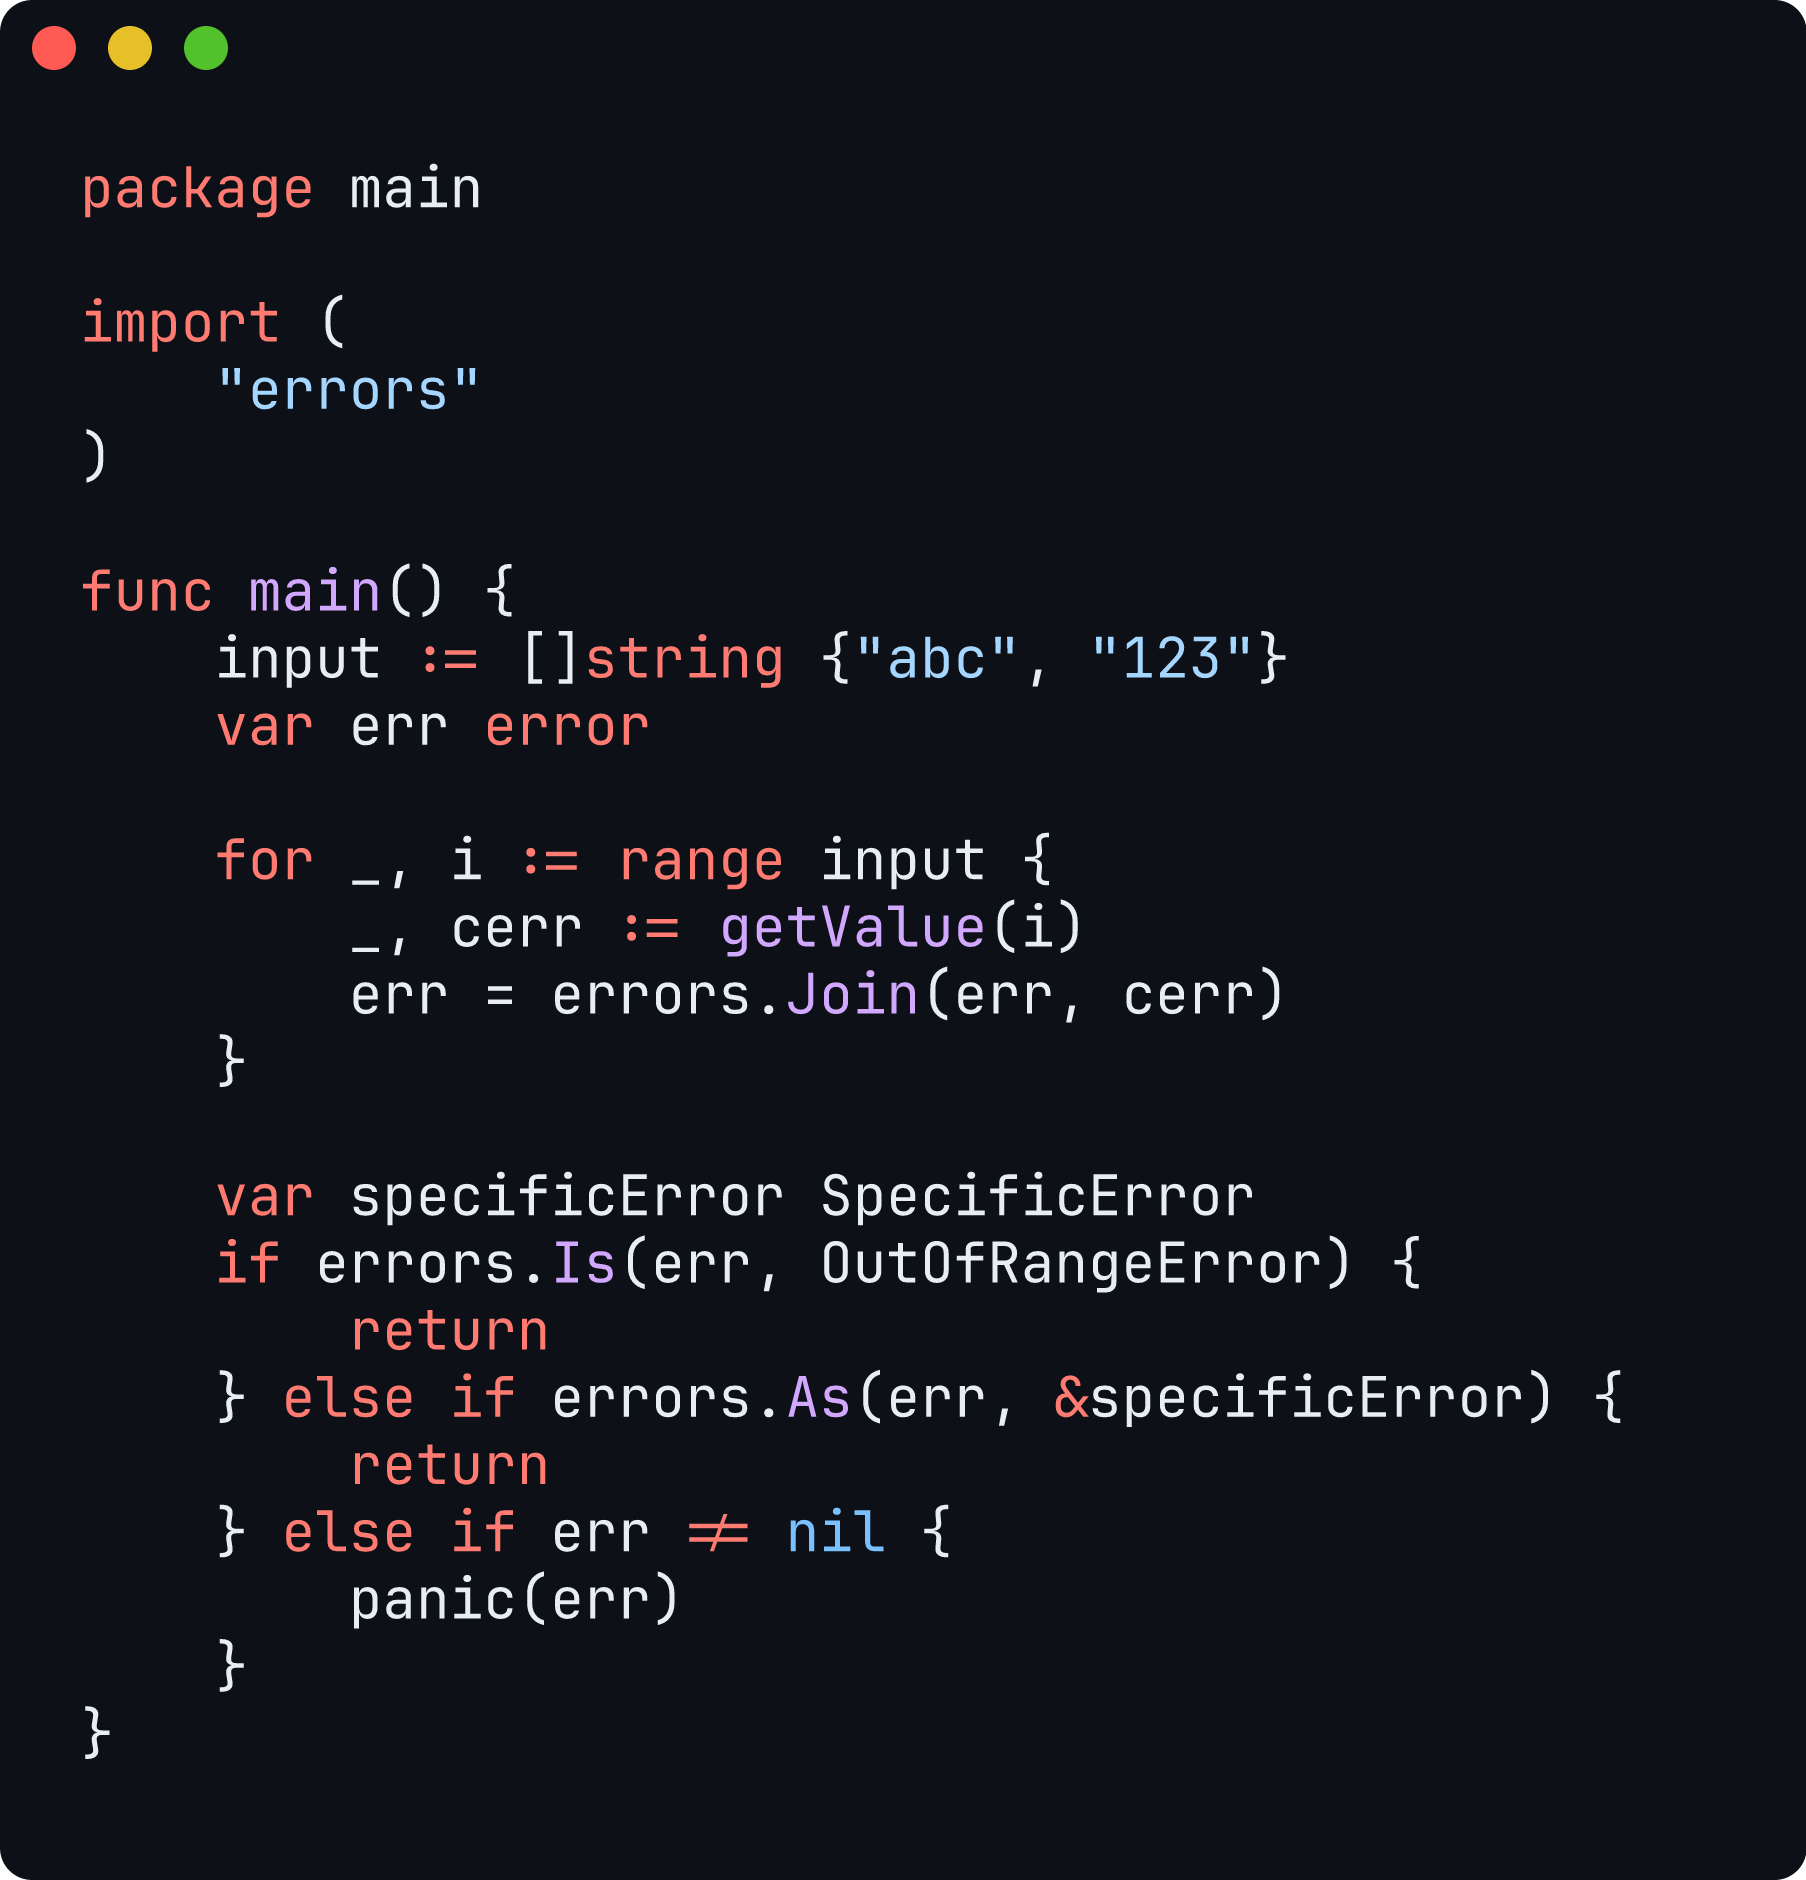 package main
import (
    "errors"
)
func main() {
    input := []string {"abc", "123"}
    var err error
    for _, i := range input {
        _, cerr := getValue(i)
        err = errors.Join(err, cerr)
    }
    var specificError SpecificError
    if errors.Is(err, OutOfRangeError) {
        return
    } else if errors.As(err, &specificError) {
        return
    } else if err != nil {
        panic(err)
    }
}